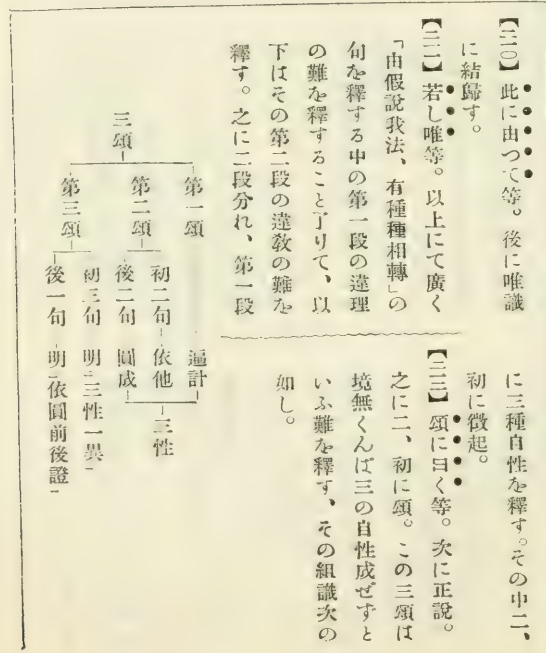 【二二〇】此に由つて等。後に唯識
に結歸す。
【二二一】若し唯等。以上にて廣く
「由假說我法、有種種相轉」の
句を釋する中の第一段の違理
の難を釋すること了りて、以
下はその第二段の違敎の難を
釋す。之に二段分れ、第一段
に三種自性を釋す。その中二、
初に徵起。
【二二二】頌に曰く等。次に正說。
之に二、初に頌。この三頌は
境無くんば三の自性成ぜずと
いふ難を釋す、その組識次の
如し。
三頌
第一頌 遍計
第二頌
初二句 依他
後二句 圓成
三性
第三頌
初三句 明三性一異
後一句 明依圓前後證